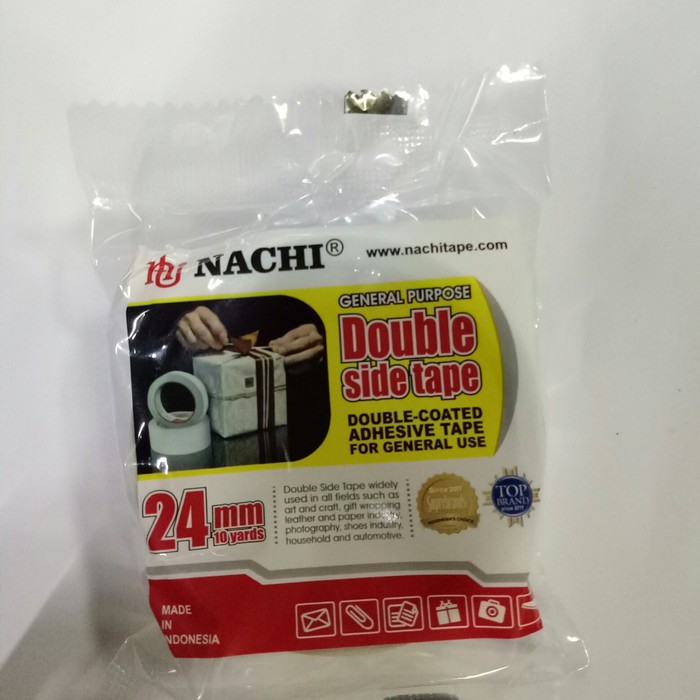 NACHI®
www.nachitape.com
GENERAL PURPOSE
Double
side tape
DOUBLE-COATED
ADHESIVE TAPE
FOR GENERAL USE
24 mm
10 yards
Double Side Tape widely
used in all fields such as
art and craft, gift wrapping
leather and paper industry,
photography, shoes industry,
household and automotive.
TOP
BRAND
MADE
IN
INDONESIA